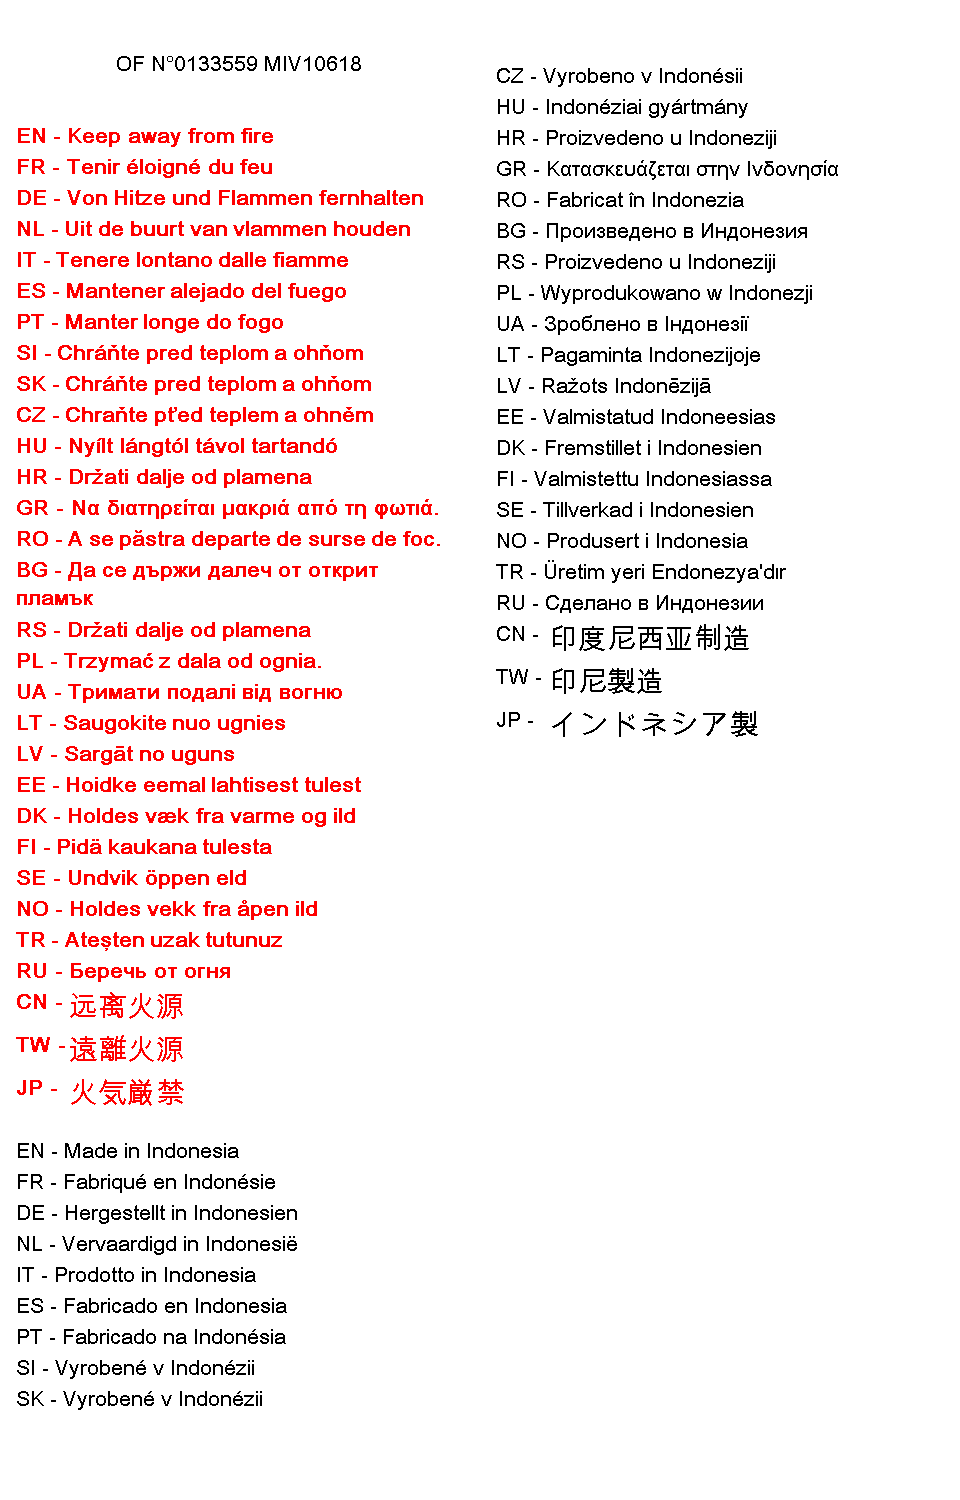 OF N°0133559 MIV10618
EN - Keep away from fire
FR - Tenir éloigné du feu
DE - Von Hitze und Flammen fernhalten
NL - Uit de buurt van vlammen houden
IT - Tenere lontano dalle fiamme
ES - Mantener alejado del fuego
PT - Manter longe do fogo
SI - Chráňte pred teplom a ohňom
SK - Chráňte pred teplom a ohňom
CZ - Chraňte pťed teplem a ohněm
HU - Nyílt lángtól távol tartandó
HR - Držati dalje od plamena
GR - Να διατηρείται μακριά από τη φωτιά.
RO - A se păstra departe de surse de foc.
BG - Да се държи далеч от открит
пламък
RS - Držati dalje od plamena
PL - Trzymać z dala od ognia.
UA - Тримати подалі від вогню
LT - Saugokite nuo ugnies
LV - Sargāt no uguns
EE - Hoidke eemal lahtisest tulest
DK - Holdes væk fra varme og ild
FI - Pidä kaukana tulesta
SE - Undvik öppen eld
NO - Holdes vekk fra åpen ild
TR - Ateşten uzak tutunuz
RU - Беречь от огня
CN - 远离火源
TW - 遠離火源
JP - 火気厳禁
EN - Made in Indonesia
FR - Fabriqué en Indonésie
DE - Hergestellt in Indonesien
NL - Vervaardigd in Indonesië
IT - Prodotto in Indonesia
ES - Fabricado en Indonesia
PT - Fabricado na Indonésia
SI - Vyrobené v Indonézii
SK - Vyrobené v Indonézii
CZ - Vyrobeno v Indonésii
HU - Indonéziai gyártmány
HR - Proizvedeno u Indoneziji
GR - Κατασκευάζεται στην Ινδονησία
RO - Fabricat în Indonezia
BG - Произведено в Индонезия
RS - Proizvedeno u Indoneziji
PL - Wyprodukowano w Indonezji
UA - Зроблено в Індонезії
LT - Pagaminta Indonezijoje
LV - Ražots Indonēzijā
EE - Valmistatud Indoneesias
DK - Fremstillet i Indonesien
FI - Valmistettu Indonesiassa
SE - Tillverkad i Indonesien
NO - Produsert i Indonesia
TR - Üretim yeri Endonezya'dır
RU - Сделано в Индонезии
CN - 印度尼西亚制造
TW - 印尼製造
JP - インドネシア製